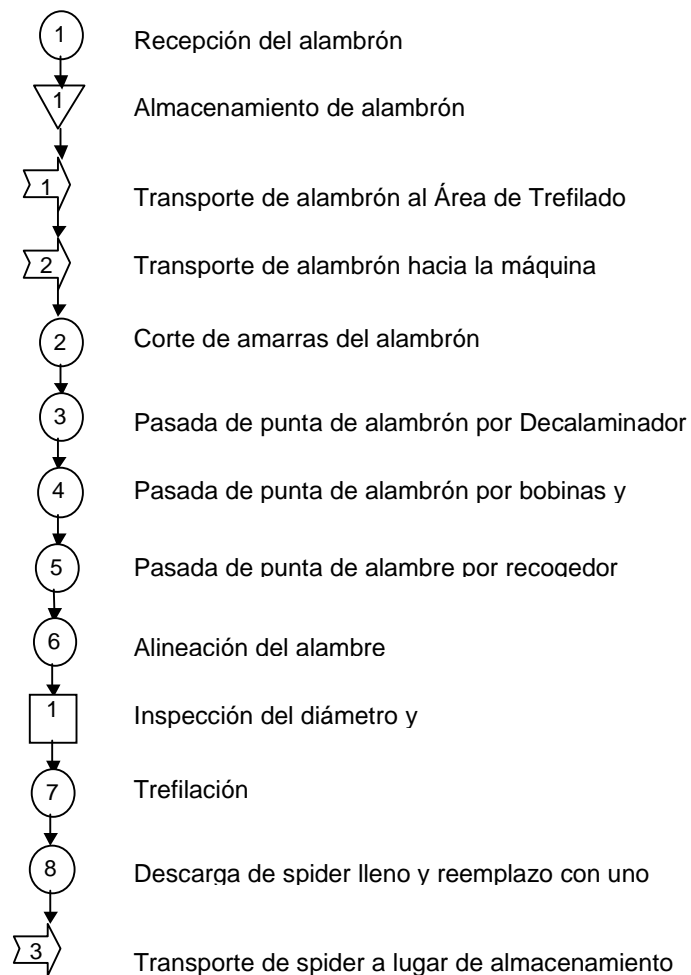 1 Recepción del alambrón
1 Almacenamiento de alambrón
1 Transporte de alambrón al Área de Trefilado
2 Transporte de alambrón hacia la máquina
2 Corte de amarras del alambrón
3 Pasada de punta de alambrón por Decalaminador
4 Pasada de punta de alambrón por bobinas y
5 Pasada de punta de alambre por recogedor
6 Alineación del alambre
1 Inspección del diámetro y
7 Trefilación
8 Descarga de spider lleno y reemplazo con uno
3 Transporte de spider a lugar de almacenamiento